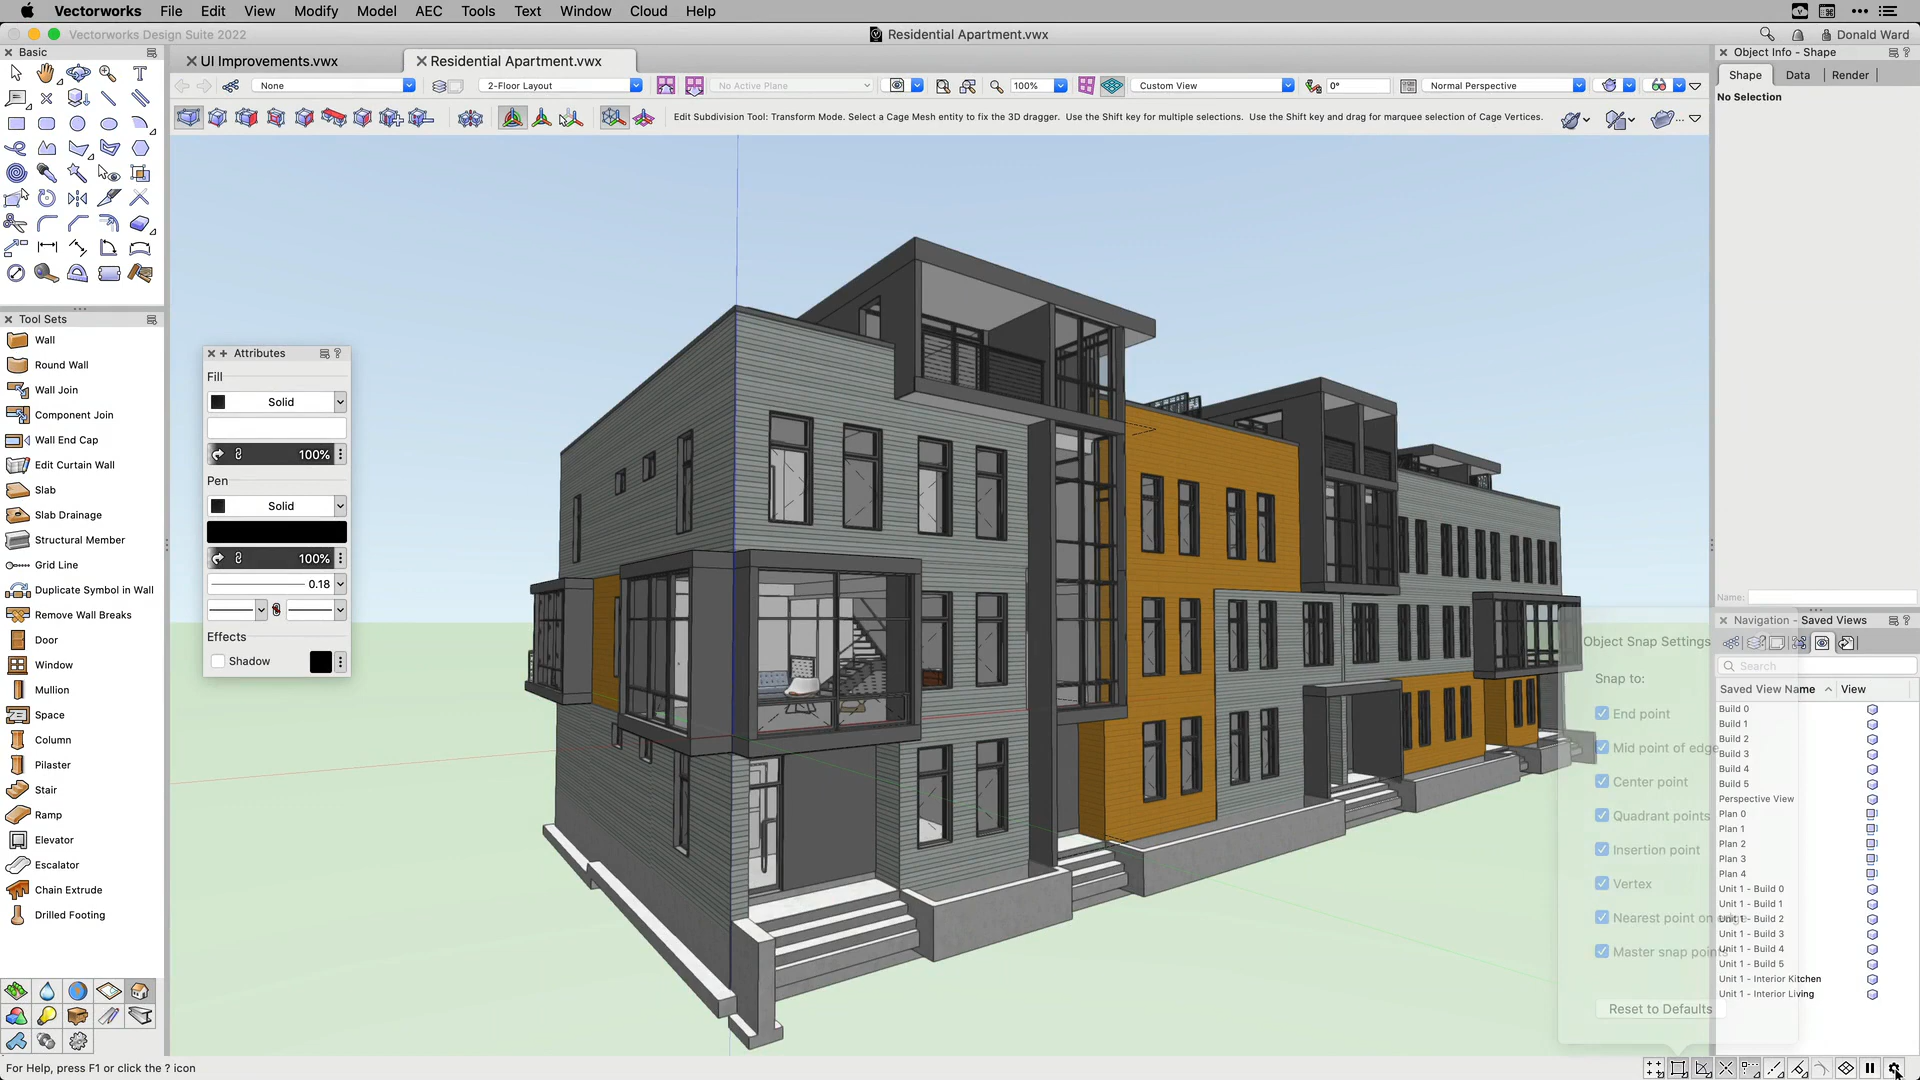 Vectorworks File Edit View Modify Model AEC Tools Text Window Cloud Help
Vectorworks Design Suite 2022
Residential Apartment.vwx
Donald Ward
Basic
UI Improvements.vwx
Residential Apartment.vwx
Object Info - Shape
None
2-Floor Layout
No Active Plane
100%
Custom View
0°
Normal Perspective
Shape Data Render
No Selection
Edit Subdivision Tool: Transform Mode. Select a Cage Mesh entity to fix the 3D dragger. Use the Shift key for multiple selections. Use the Shift key and drag for marquee selection of Cage Vertices.
Tool Sets
Wall
Round Wall
Wall Join
Component Join
Wall End Cap
Edit Curtain Wall
Slab
Slab Drainage
Structural Member
Grid Line
Duplicate Symbol in Wall
Remove Wall Breaks
Door
Window
Mullion
Space
Column
Pilaster
Stair
Ramp
Elevator
Escalator
Chain Extrude
Drilled Footing
Attributes
Fill
Solid
100%
Pen
Solid
100%
0.18
Effects
Shadow
Object Snap Settings
Snap to:
End point
Mid point of edge
Center point
Quadrant points
Insertion point
Vertex
Nearest point on edge
Master snap points
Reset to Defaults
Name:
Navigation - Saved Views
Search
Saved View Name
View
Build 0
Build 1
Build 2
Build 3
Build 4
Build 5
Perspective View
Plan 0
Plan 1
Plan 2
Plan 3
Plan 4
Unit 1 - Build 0
Unit 1 - Build 1
Unit 1 - Build 2
Unit 1 - Build 3
Unit 1 - Build 4
Unit 1 - Build 5
Unit 1 - Interior Kitchen
Unit 1 - Interior Living
For Help, press F1 or click the ? icon